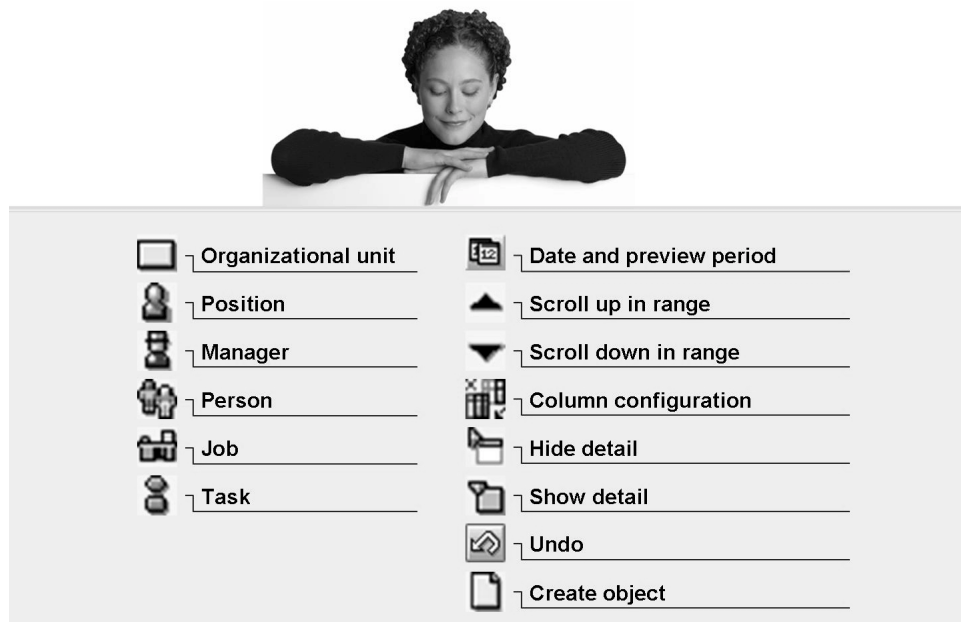 Organizational unit
Position
Manager
Person
Job
Task
Date and preview period
Scroll up in range
Scroll down in range
Column configuration
Hide detail
Show detail
Undo
Create object
12